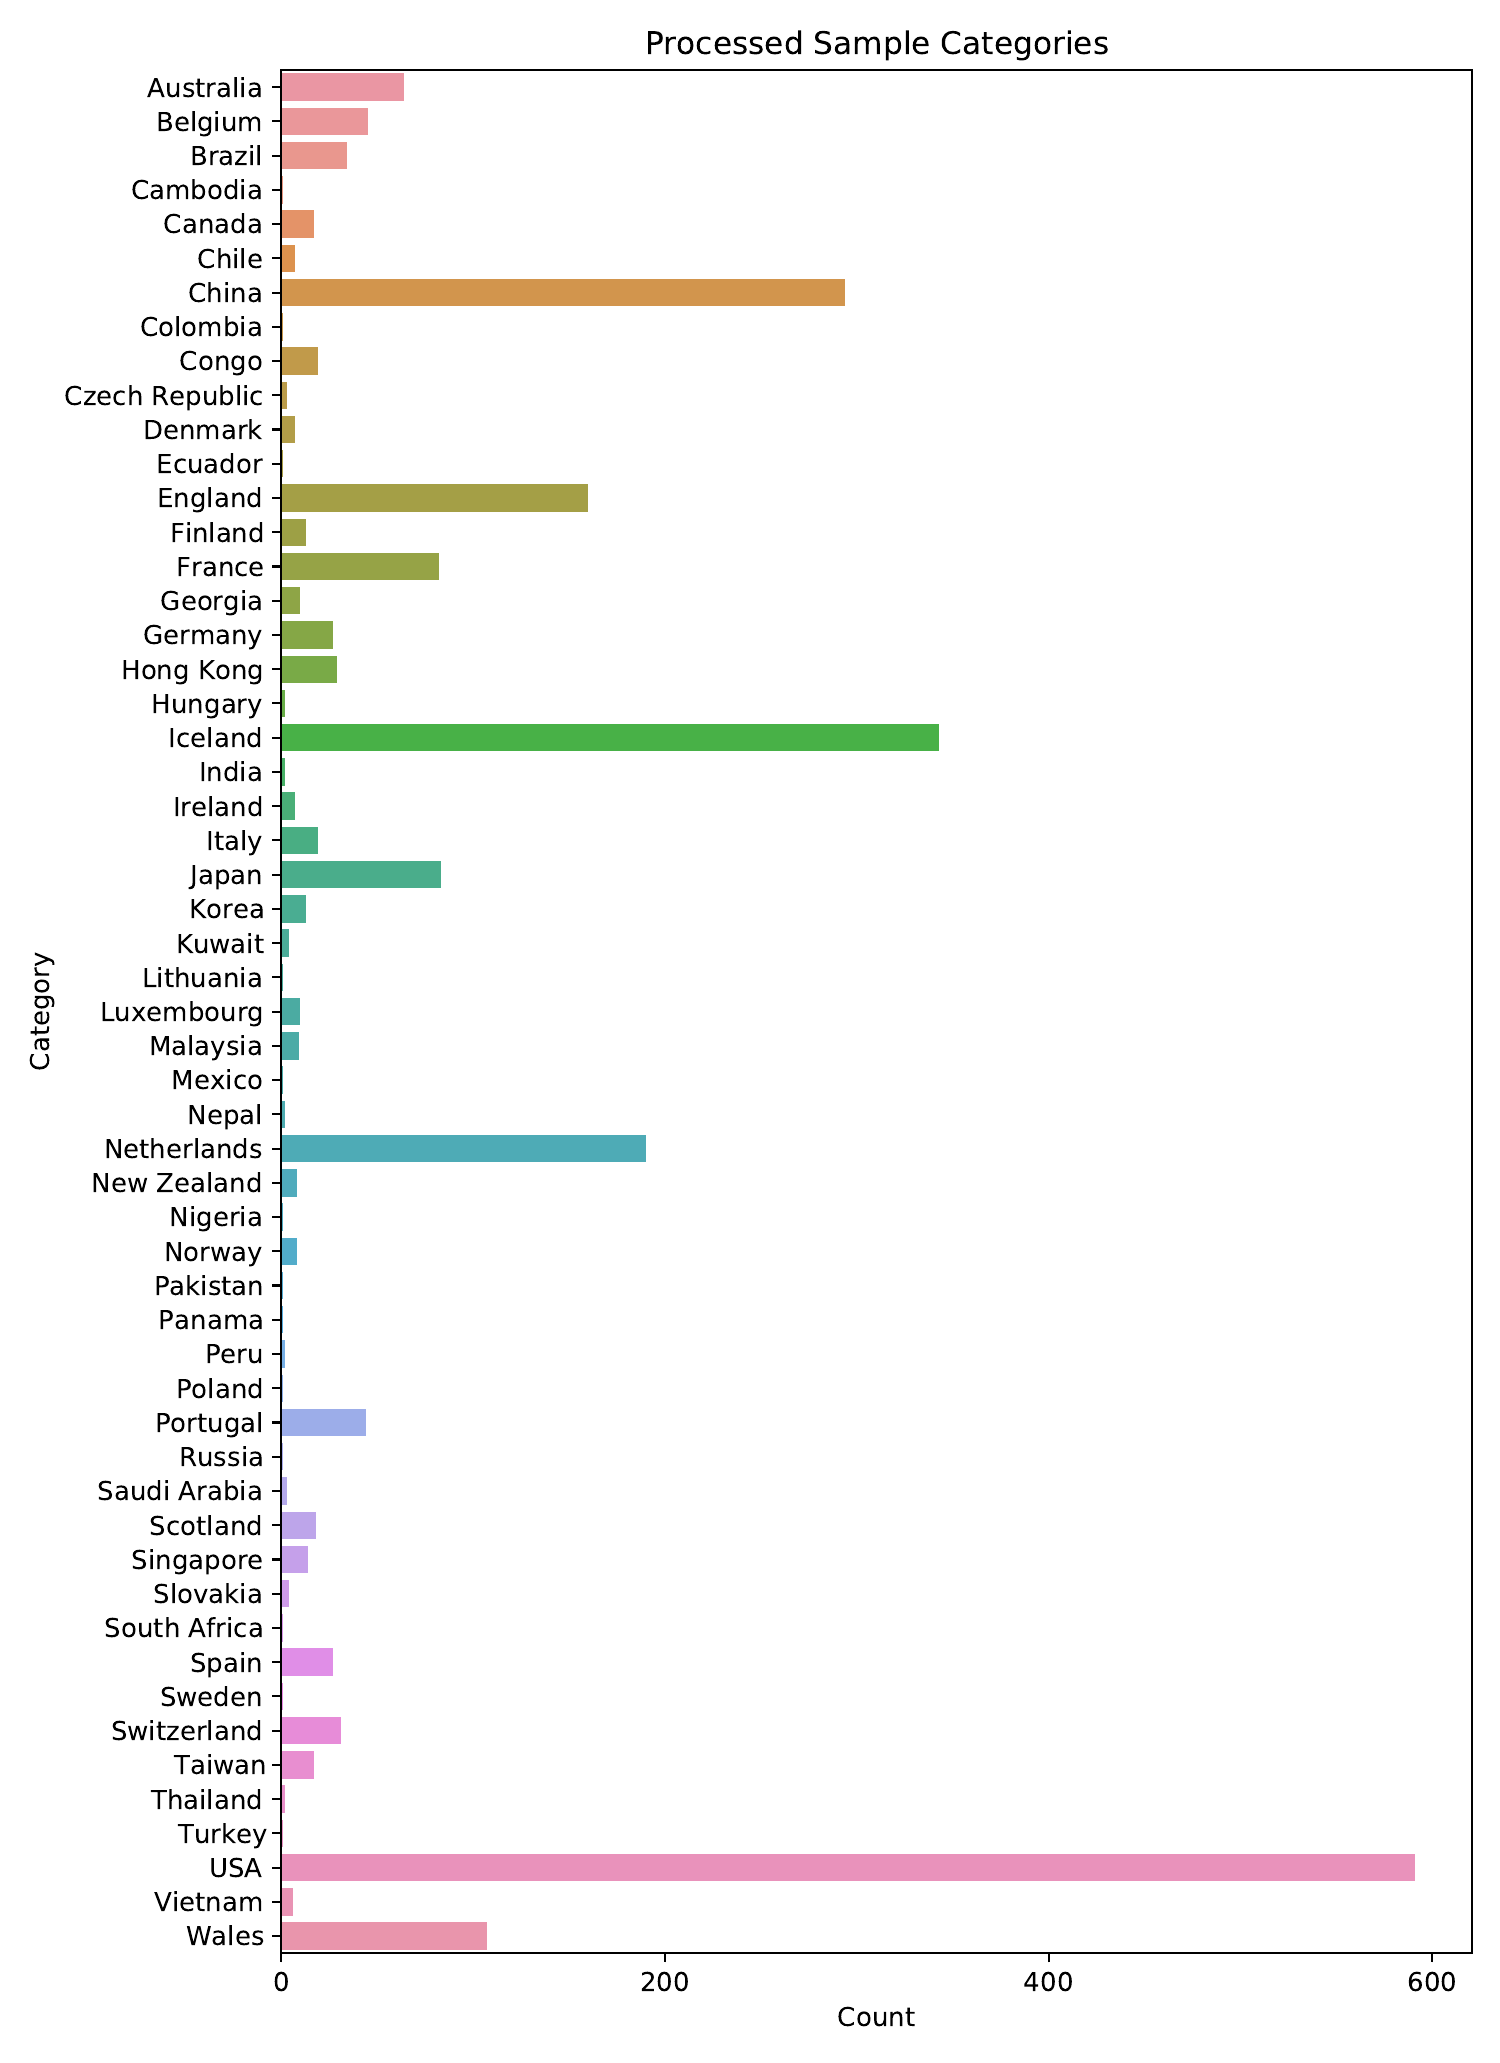 Processed Sample Categories
Australia
Belgium
Brazil
Cambodia
Canada
Chile
China
Colombia
Congo
Czech Republic
Denmark
Ecuador
England
Finland
France
Georgia
Germany
Hong Kong
Hungary
Iceland
India
Ireland
Italy
Japan
Korea
Kuwait
Lithuania
Luxembourg
Malaysia
Mexico
Nepal
Netherlands
New Zealand
Nigeria
Norway
Pakistan
Panama
Peru
Poland
Portugal
Russia
Saudi Arabia
Scotland
Singapore
Slovakia
South Africa
Spain
Sweden
Switzerland
Taiwan
Thailand
Turkey
USA
Vietnam
Wales
Category
0 200 400 600
Count